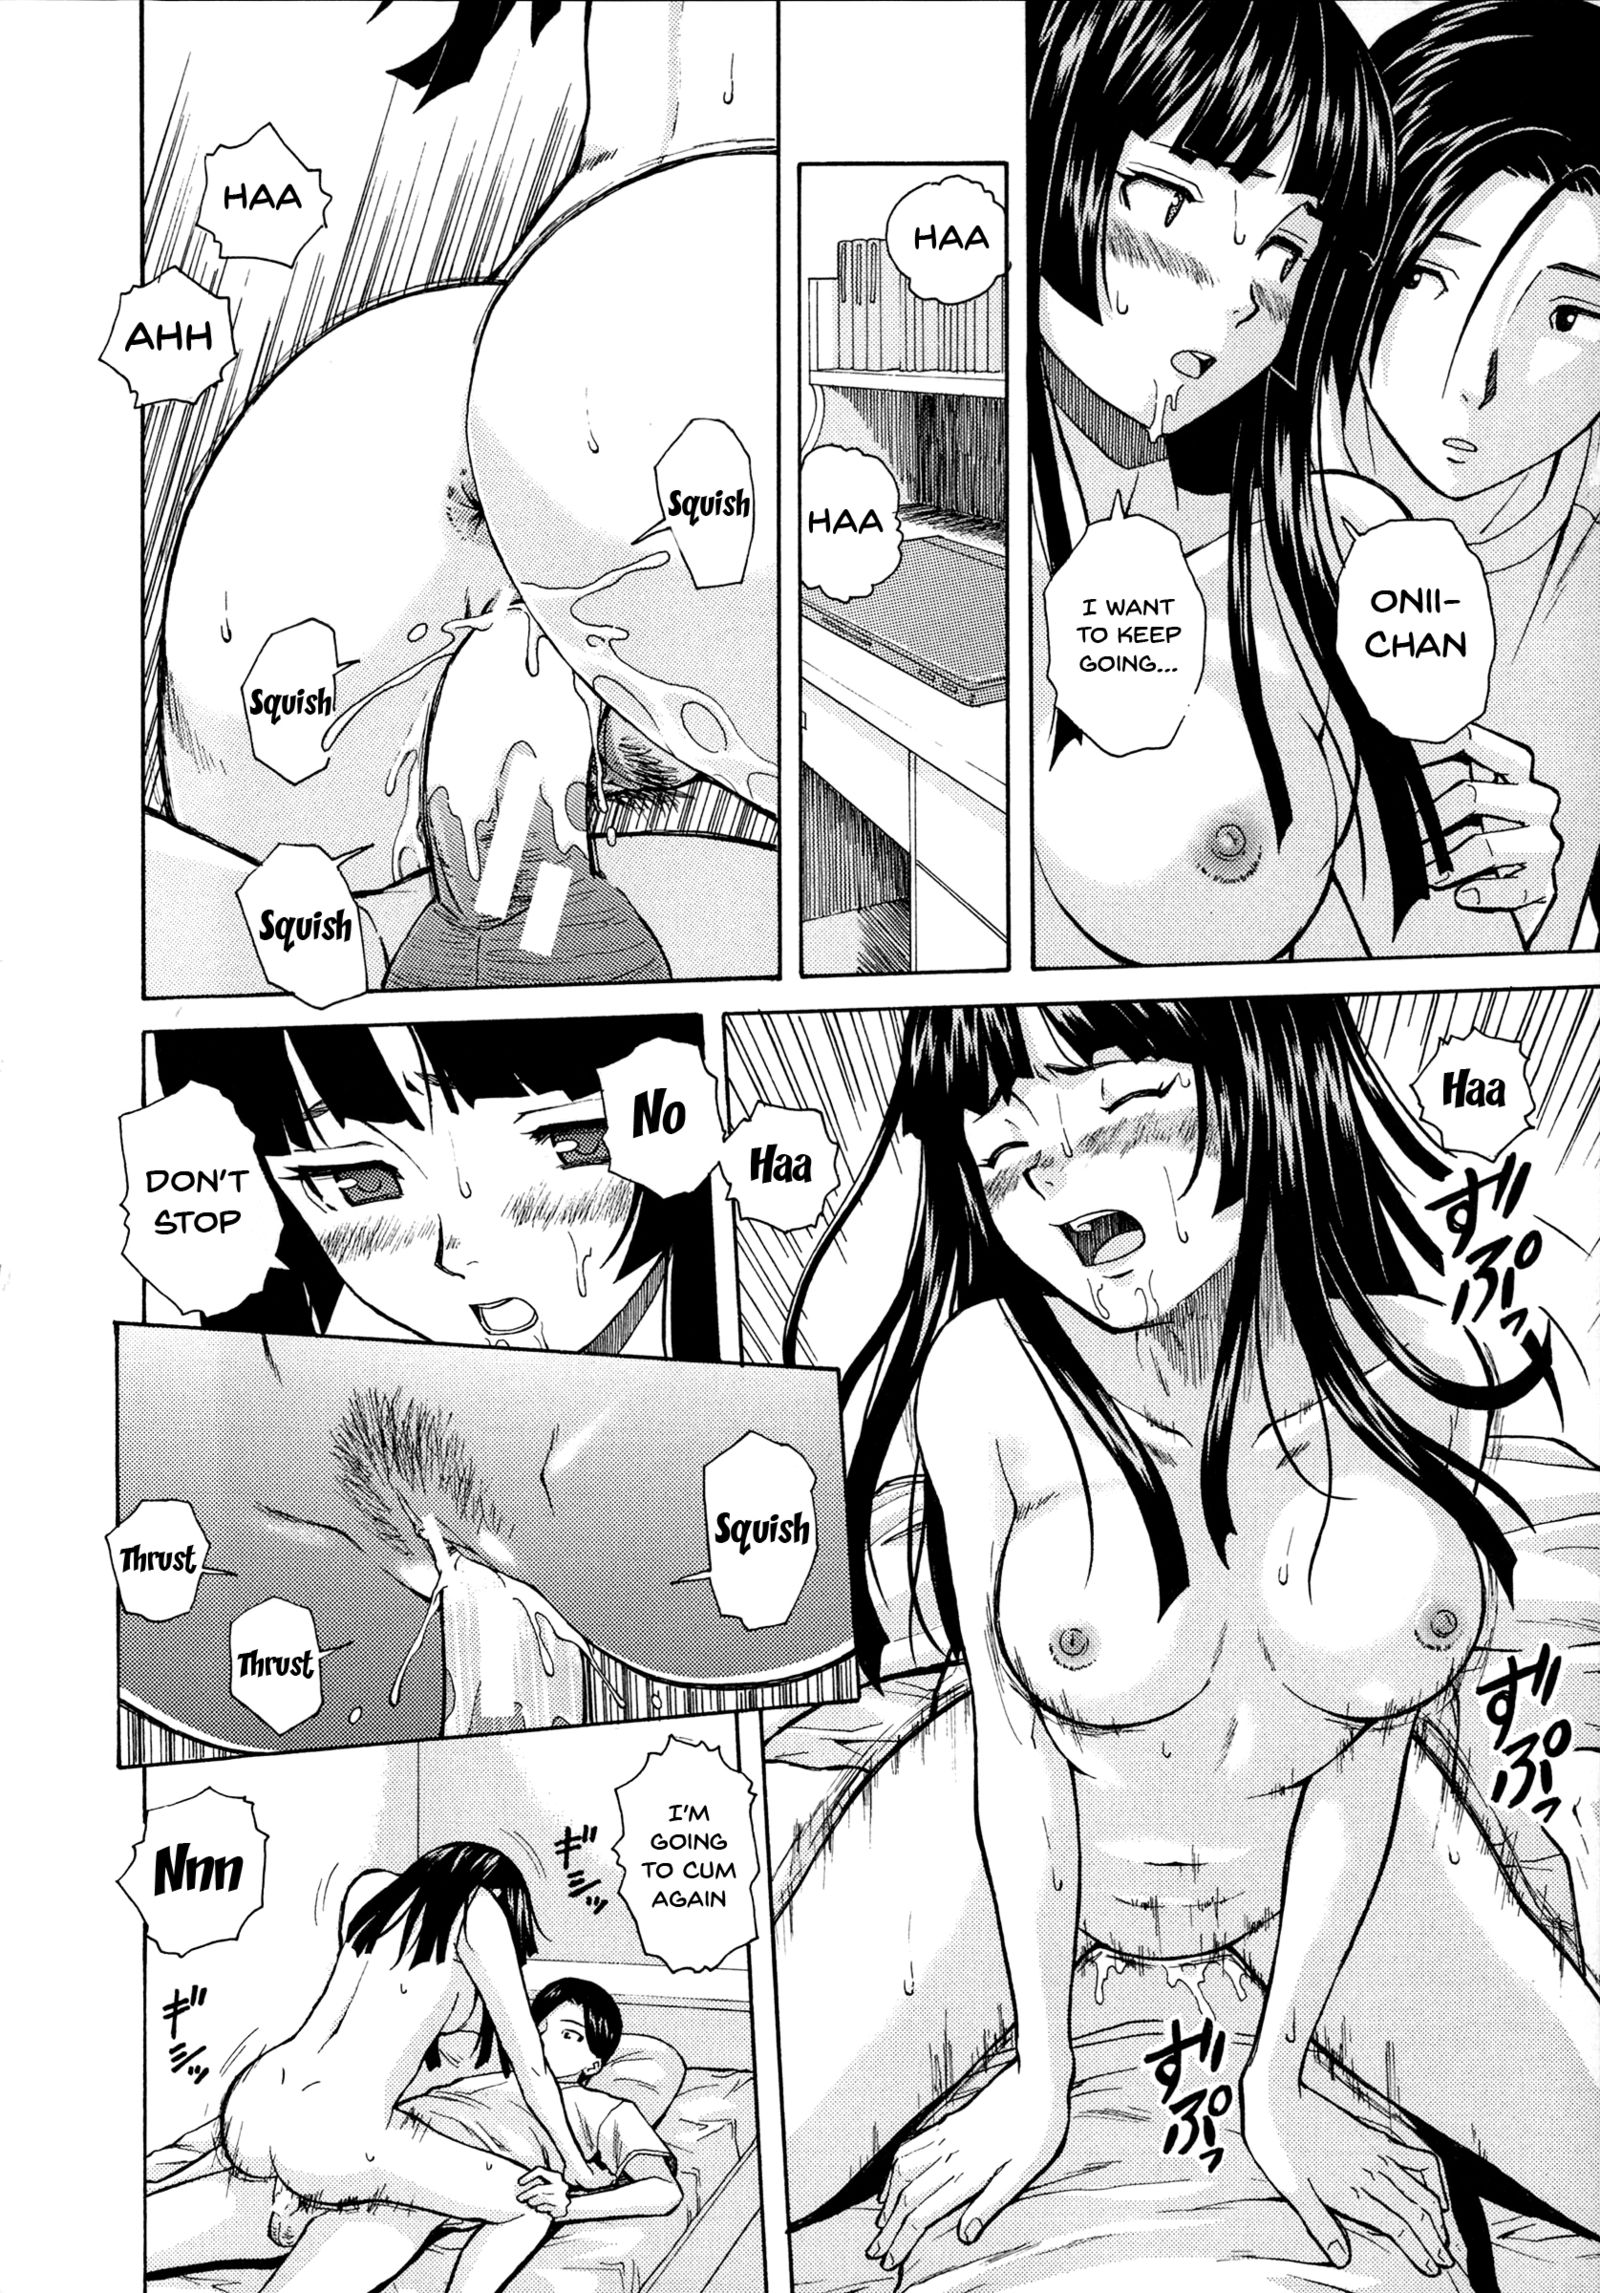 ONII-
CHAN
I WANT
TO KEEP
GOING...
HAA
HAA
HAA
AHH
Squish
Squish
Squish
Haa
Haa
ずぷっ
ずぷっ
ずぷっ
No
DON'T
STOP
Squish
Thrust
Thrust
I'M
GOING
TO CUM
AGAIN
Nnn
ギシッ
ギシッ